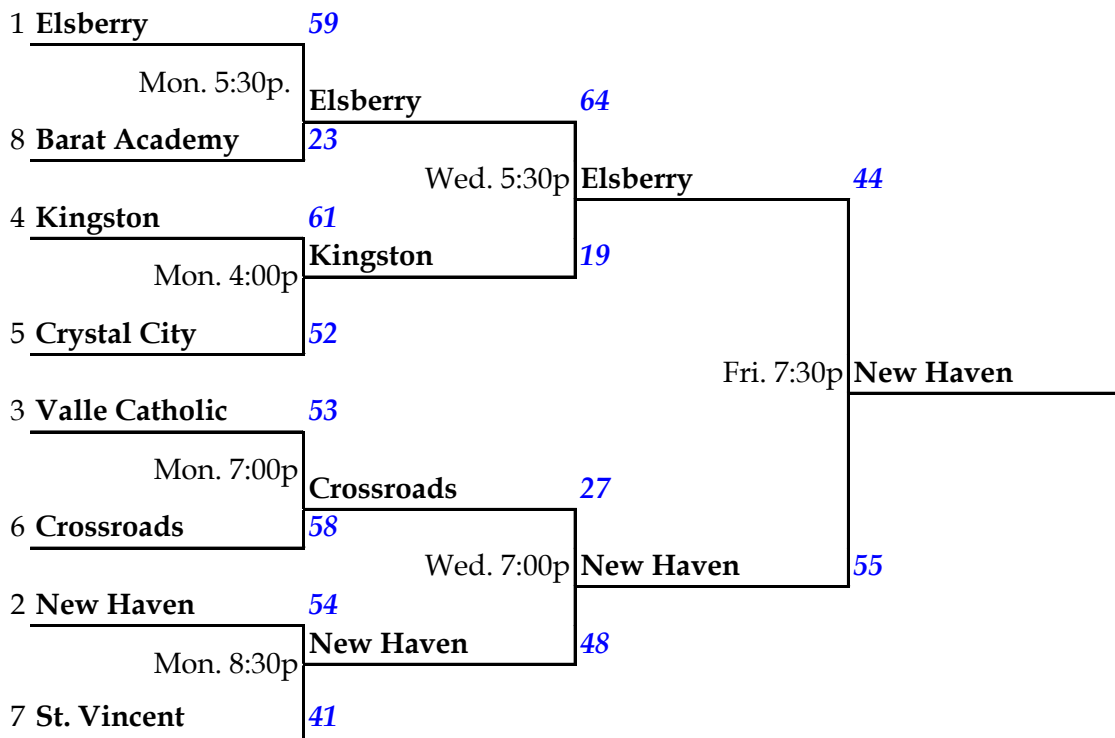 1 Elsberry 59
Mon. 5:30p.
Elsberry 64
8 Barat Academy 23
Wed. 5:30p Elsberry 44
4 Kingston 61
Kingston 19
Mon. 4:00p
5 Crystal City 52
Fri. 7:30p New Haven
3 Valle Catholic 53
Mon. 7:00p
Crossroads 27
6 Crossroads 58
Wed. 7:00p New Haven 55
2 New Haven 54
New Haven 48
Mon. 8:30p
7 St. Vincent 41